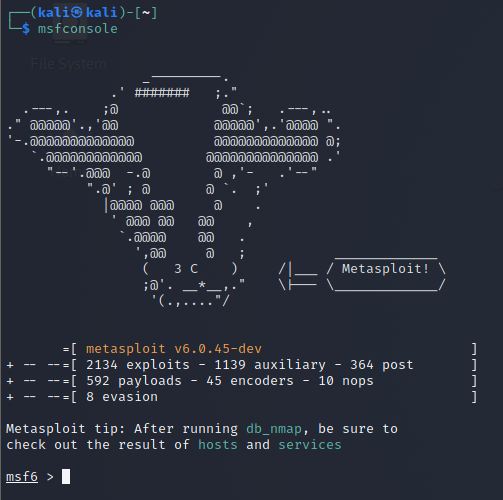 ┌──(kali㉿kali)-[~]
└─$ msfconsole
File System
     _---------.
 .' #######   ;."
.---,.    ;@             @@`;   .---,..
." @@@@@'.,'@@            @@@@@',.'@@@@ ".
'-.@@@@@@@@@@@@@          @@@@@@@@@@@@@ @;
`.@@@@@@@@@@@@        @@@@@@@@@@@@@@ .'
"--'.@@@  -.@        @ ,'-   .'--"
".@' ; @       @ `.  ;'
|@@@@ @@@     @    .
' @@@ @@   @@    ,
`.@@@@    @@   .
',@@     @   ;           _____________
(   3 C    )     /|___ / Metasploit! \
;@'. __*__,."    \|--- \_____________/
'(.,...."/
=[ metasploit v6.0.45-dev                          ]
+ -- --=[ 2134 exploits - 1139 auxiliary - 364 post       ]
+ -- --=[ 592 payloads - 45 encoders - 10 nops            ]
+ -- --=[ 8 evasion                                       ]
Metasploit tip: After running db_nmap, be sure to
check out the result of hosts and services
msf6 >